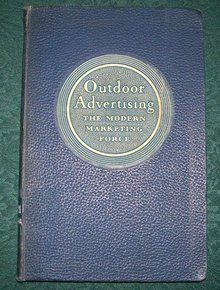 Outdoor
Advertising
THE MODERN
MARKETING
FORCE